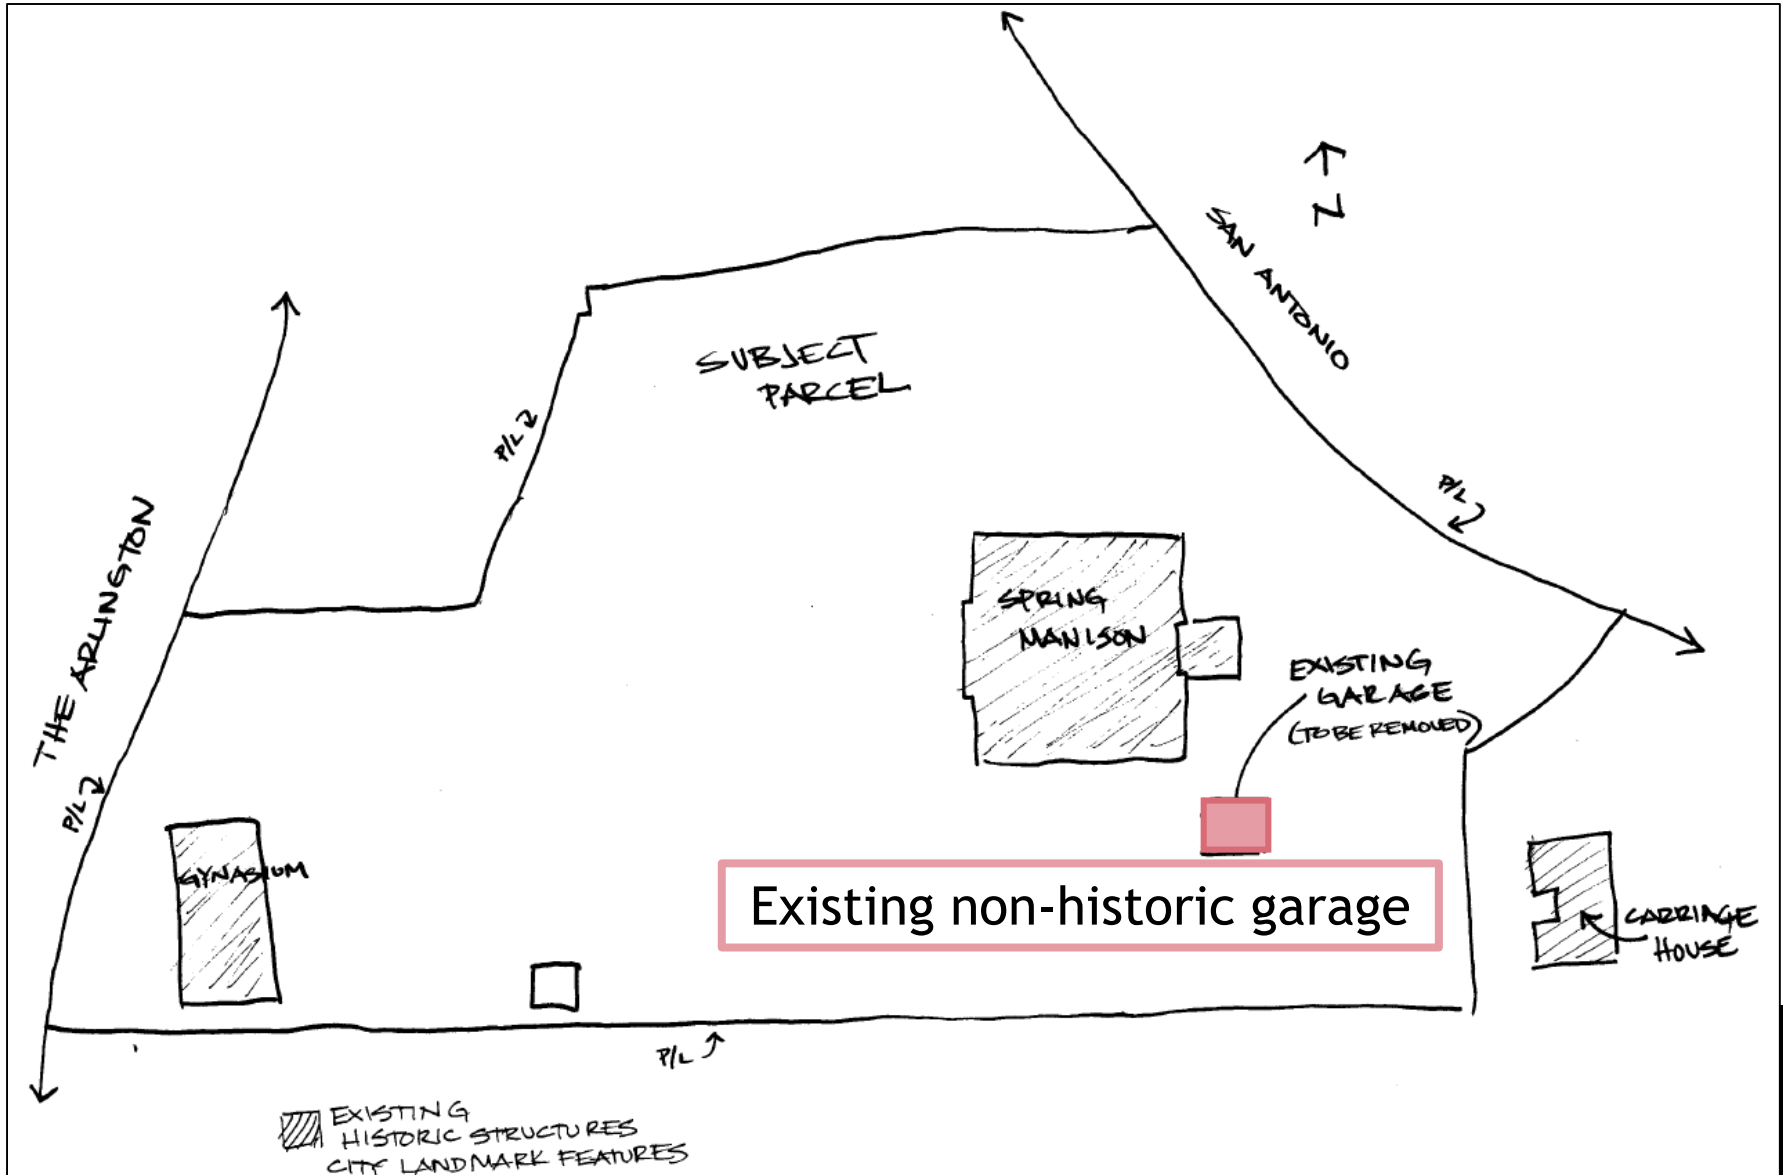 N
SAN ANTONIO
SUBJECT
PARCEL
P/L
P/L
THE ARLINGTON
SPRING
MANISON
EXISTING
GARAGE
(TO BE REMOVED)
P/L
GYNASIUM
Existing non-historic garage
CARRIAGE
HOUSE
P/L
EXISTING
HISTORIC STRUCTURES
CITY LANDMARK FEATURES